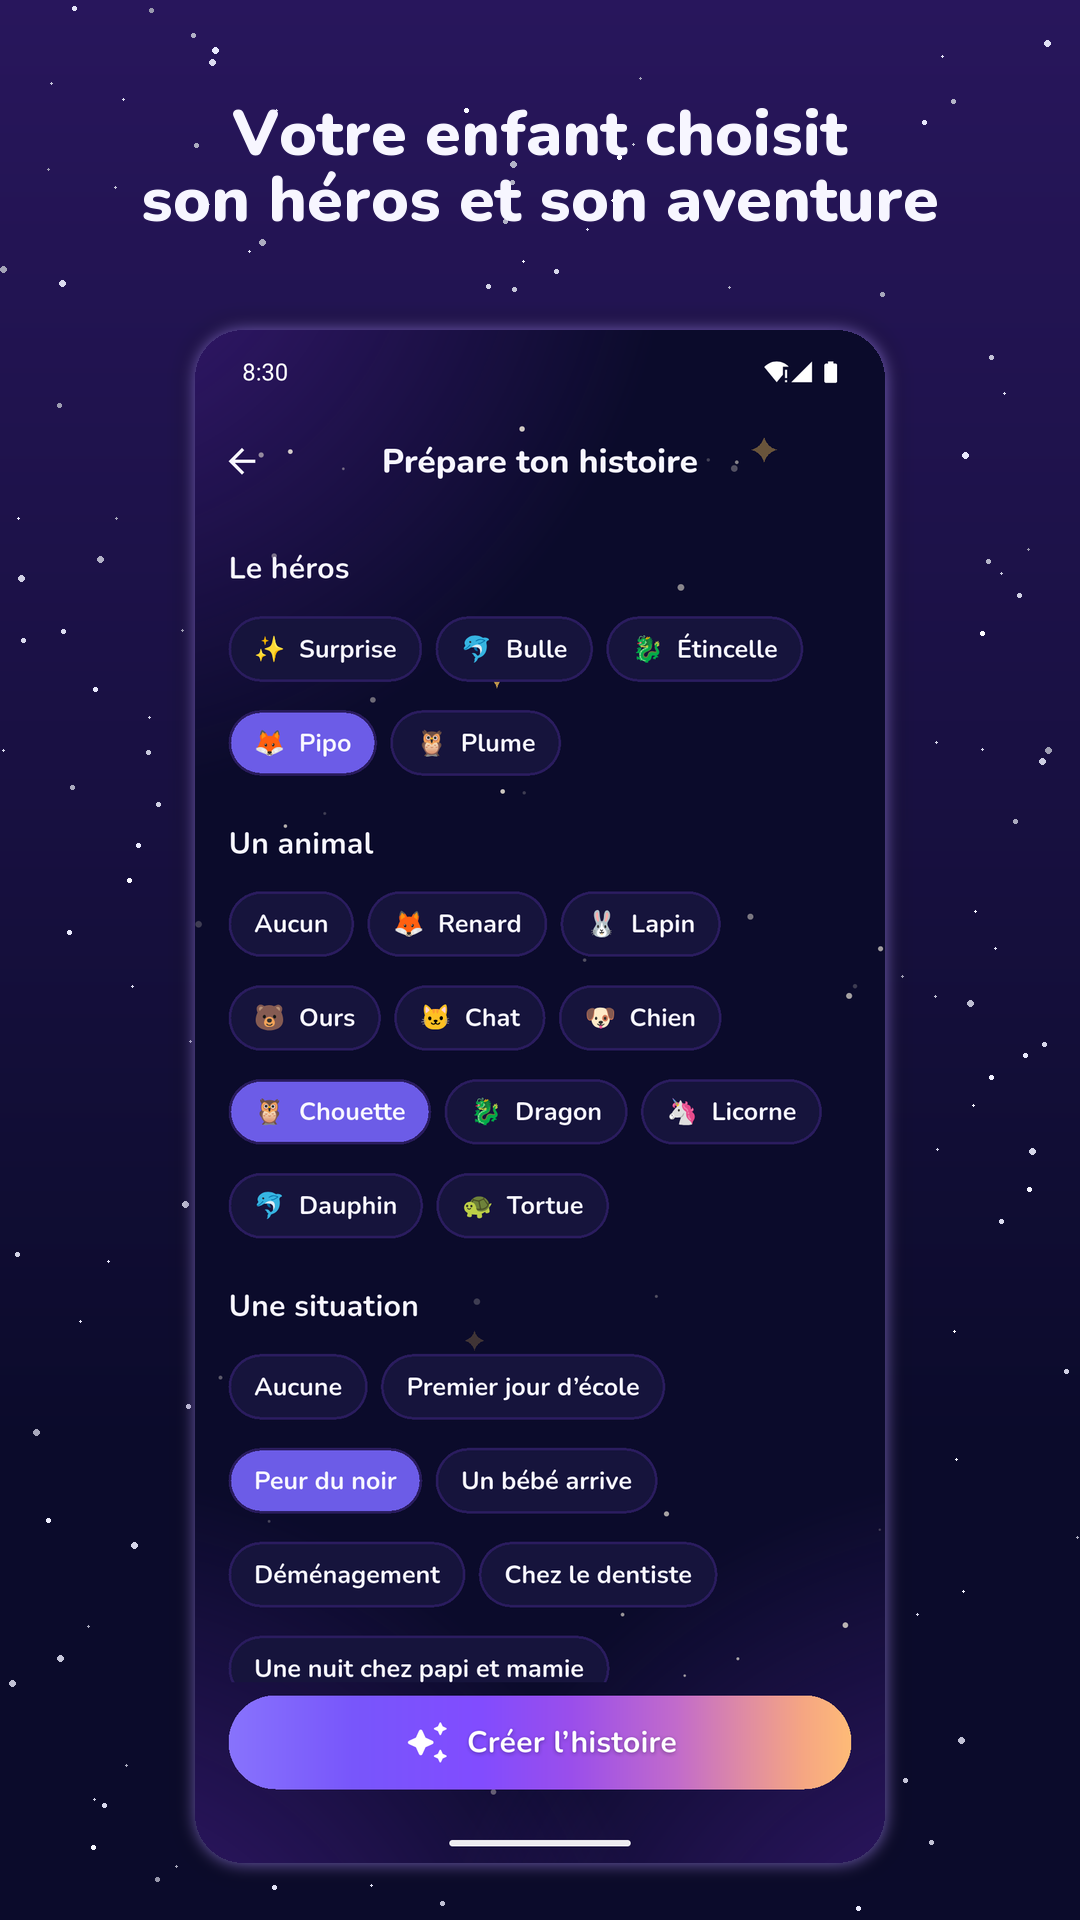 Votre enfant choisit
son héros et son aventure
8:30
Prépare ton histoire
Le héros
Surprise Bulle Étincelle
Pipo Plume
Un animal
Aucun Renard Lapin
Ours Chat Chien
Chouette Dragon Licorne
Dauphin Tortue
Une situation
Aucune Premier jour d’école
Peur du noir Un bébé arrive
Déménagement Chez le dentiste
Une nuit chez papi et mamie
Créer l’histoire